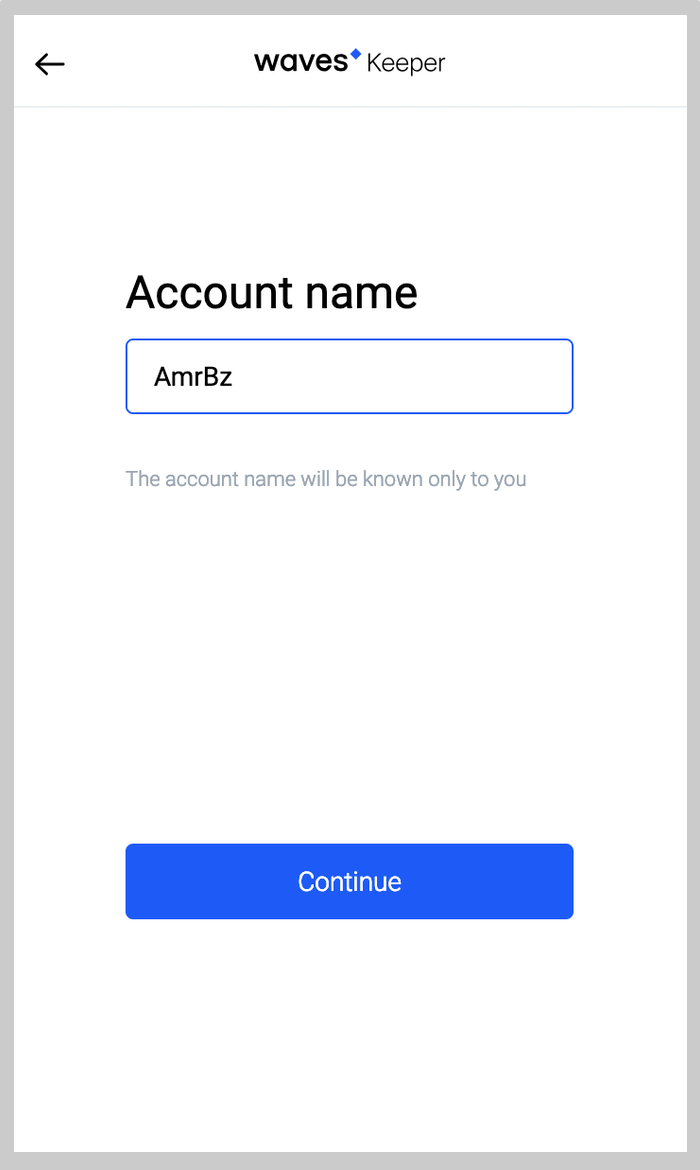 waves Keeper
Account name
AmrBz
The account name will be known only to you
Continue